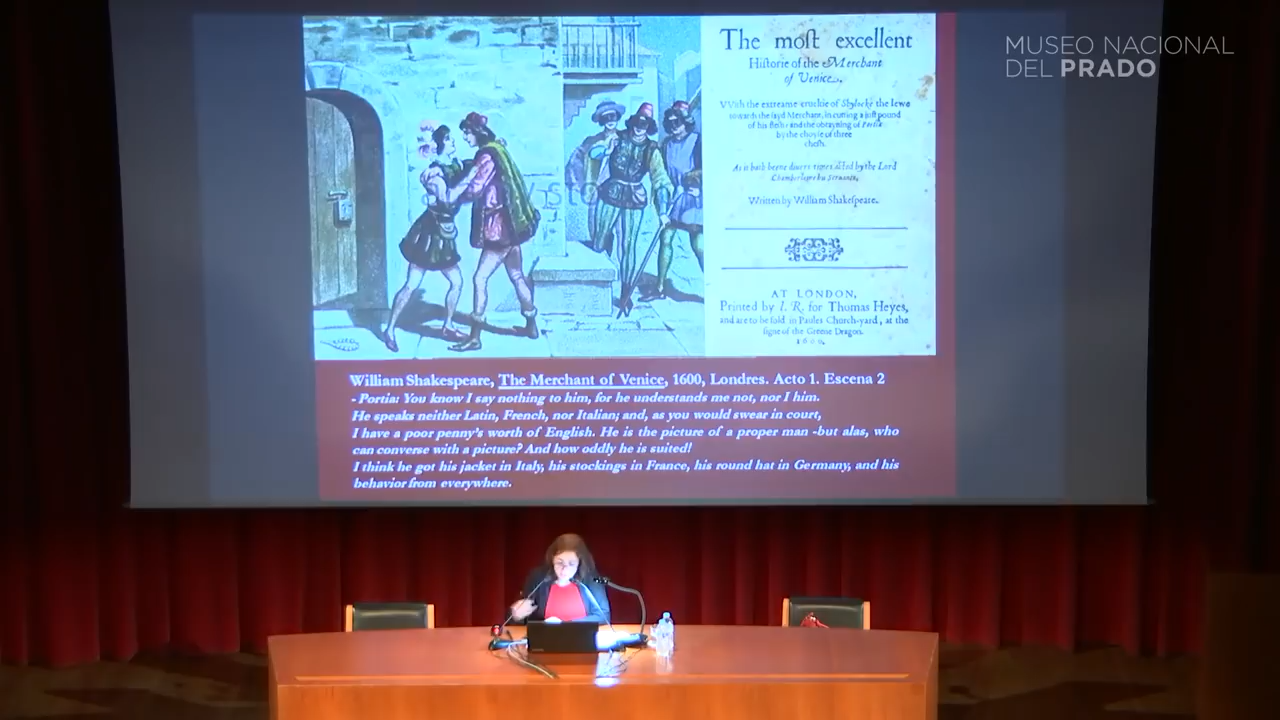 MUSEO NACIONAL
DEL PRADO
The moſt excellent
Hiſtorie of the Merchant
of Venice.
VVith the extreame crueltie of Shylocke the Iewe
towards the ſayd Merchant, in cutting a iuſt pound
of his fleſh: and the obtayning of Portia
by the choyſe of three
cheſts.
As it hath beene diuers times acted by the Lord
Chamberlaine his Seruants.
Written by William Shakeſpeare.
AT LONDON,
Printed by I. R. for Thomas Heyes,
and are to be ſold in Paules Church-yard, at the
ſigne of the Greene Dragon.
1600.
William Shakespeare, The Merchant of Venice, 1600, Londres. Acto 1. Escena 2
- Portia: You know I say nothing to him, for he understands me not, nor I him.
He speaks neither Latin, French, nor Italian; and, as you would swear in court,
I have a poor penny's worth of English. He is the picture of a proper man -but alas, who
can converse with a picture? And how oddly he is suited!
I think he got his jacket in Italy, his stockings in France, his round hat in Germany, and his
behavior from everywhere.